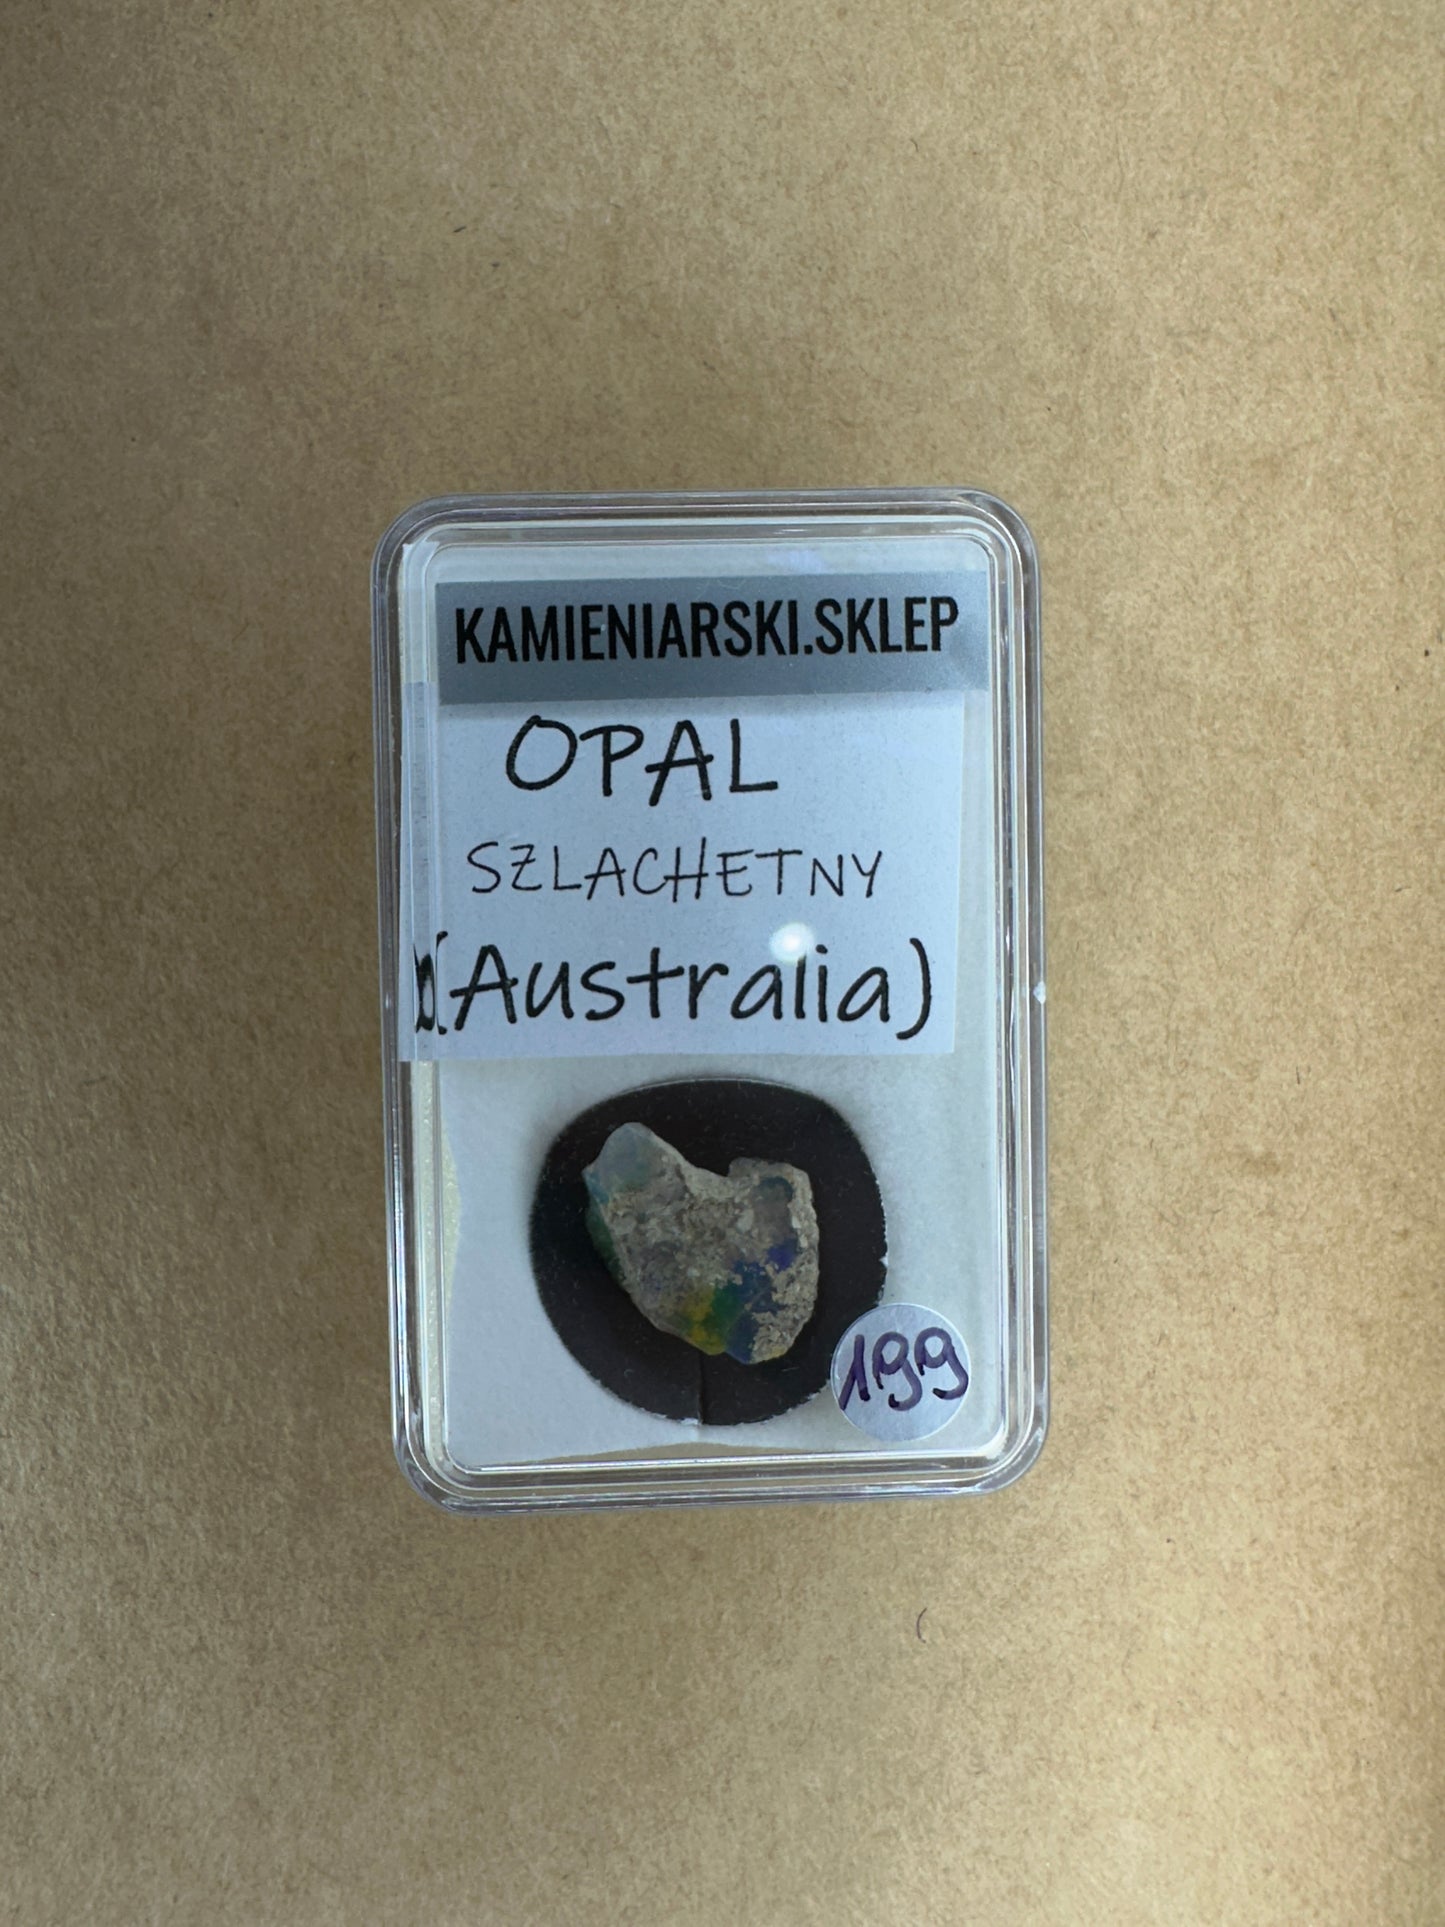 KAMIENIARSKI.SKLEP
OPAL
SZLACHETNY
(Australia)
199